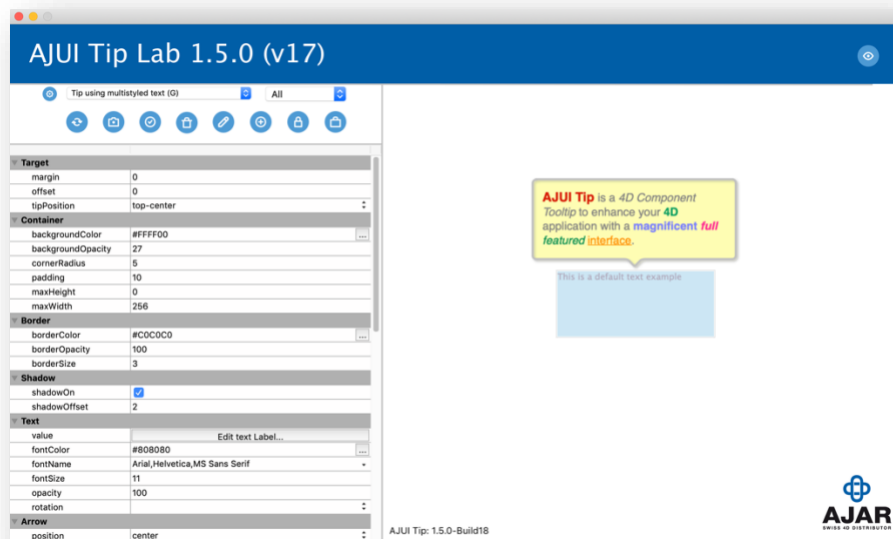 AJUI Tip Lab 1.5.0 (v17)
Tip using multistyled text (G)
All
Target
margin 0
offset 0
tipPosition top-center
Container
backgroundColor #FFFF00 ...
backgroundOpacity 27
cornerRadius 5
padding 10
maxHeight 0
maxWidth 256
Border
borderColor #C0C0C0 ...
borderOpacity 100
borderSize 3
Shadow
shadowOn
shadowOffset 2
Text
value Edit text Label...
fontColor #808080 ...
fontName Arial,Helvetica,MS Sans Serif
fontSize 11
opacity 100
rotation
Arrow
position center
AJUI Tip is a 4D Component
Tooltip to enhance your 4D
application with a magnificent full
featured interface.
This is a default text example
AJUI Tip: 1.5.0-Build18
AJAR
SWISS 4D DISTRIBUTOR